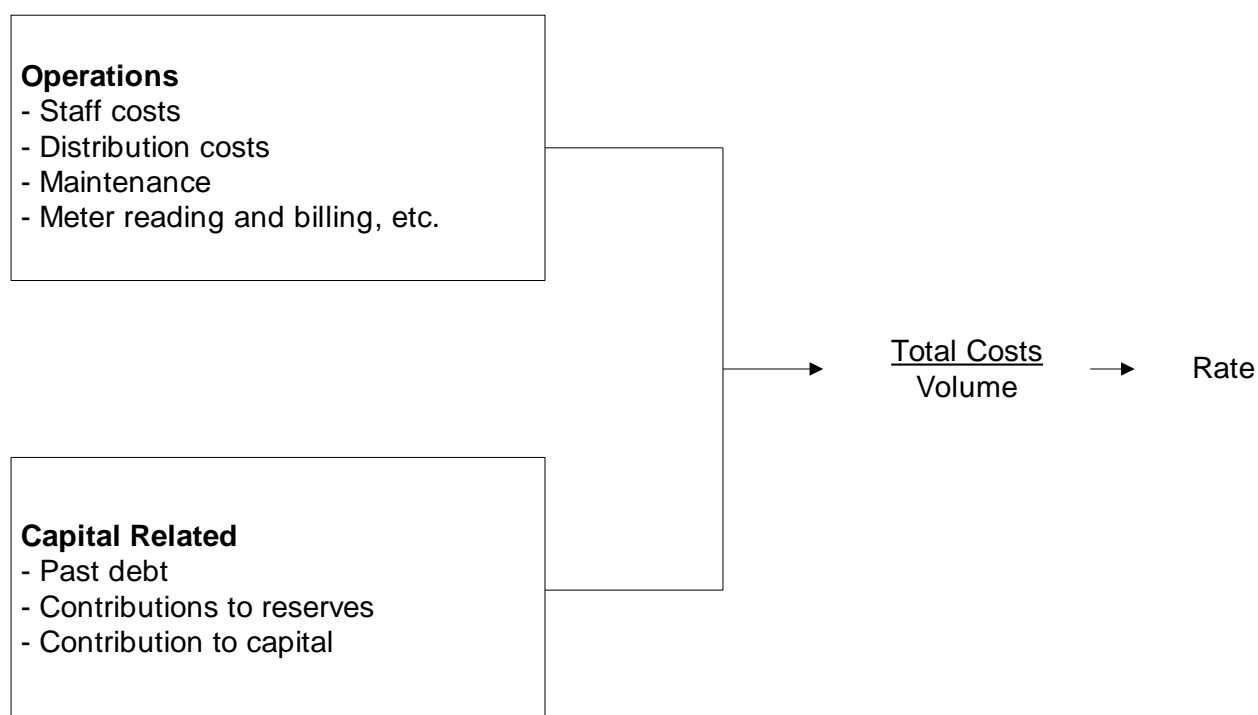 Operations
- Staff costs
- Distribution costs
- Maintenance
- Meter reading and billing, etc.
Total Costs
Volume
Rate
Capital Related
- Past debt
- Contributions to reserves
- Contribution to capital